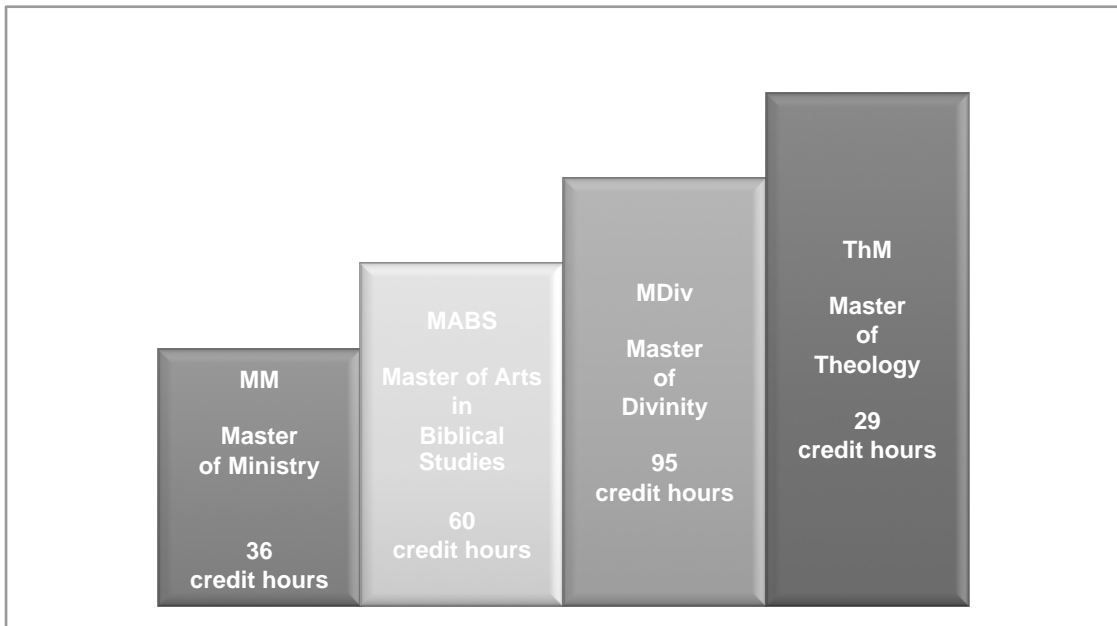 MM
Master
of Ministry
36
credit hours
MABS
Master of Arts
in
Biblical
Studies
60
credit hours
MDiv
Master
of
Divinity
95
credit hours
ThM
Master
of
Theology
29
credit hours